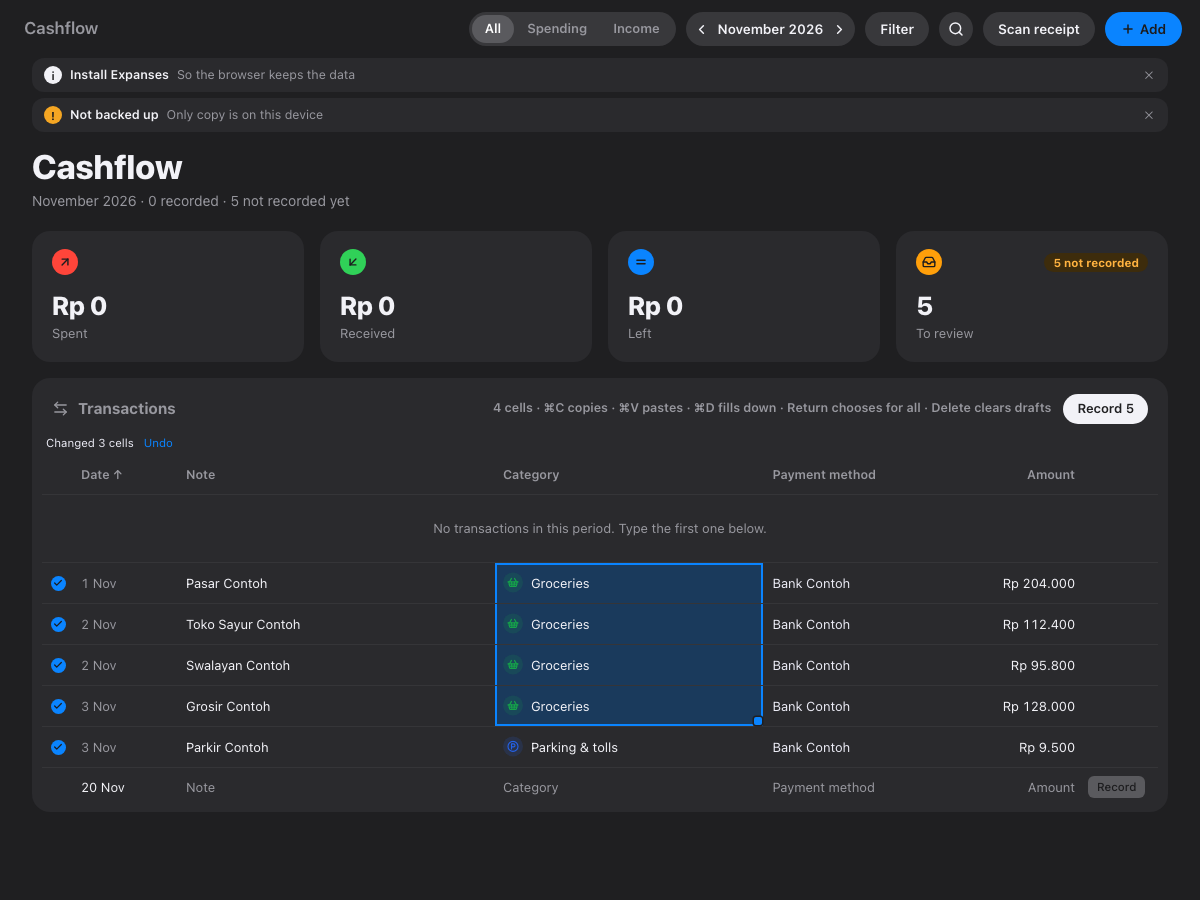 Cashflow
All Spending Income November 2026 Filter Scan receipt + Add
Install Expanses So the browser keeps the data
Not backed up Only copy is on this device
Cashflow
November 2026 · 0 recorded · 5 not recorded yet
5 not recorded
Rp 0 Rp 0 Rp 0 5
Spent Received Left To review
Transactions 4 cells · ⌘C copies · ⌘V pastes · ⌘D fills down · Return chooses for all · Delete clears drafts Record 5
Changed 3 cells Undo
Date ↑ Note Category Payment method Amount
No transactions in this period. Type the first one below.
1 Nov Pasar Contoh Groceries Bank Contoh Rp 204.000
2 Nov Toko Sayur Contoh Groceries Bank Contoh Rp 112.400
2 Nov Swalayan Contoh Groceries Bank Contoh Rp 95.800
3 Nov Grosir Contoh Groceries Bank Contoh Rp 128.000
3 Nov Parkir Contoh Parking & tolls Bank Contoh Rp 9.500
20 Nov Note Category Payment method Amount Record